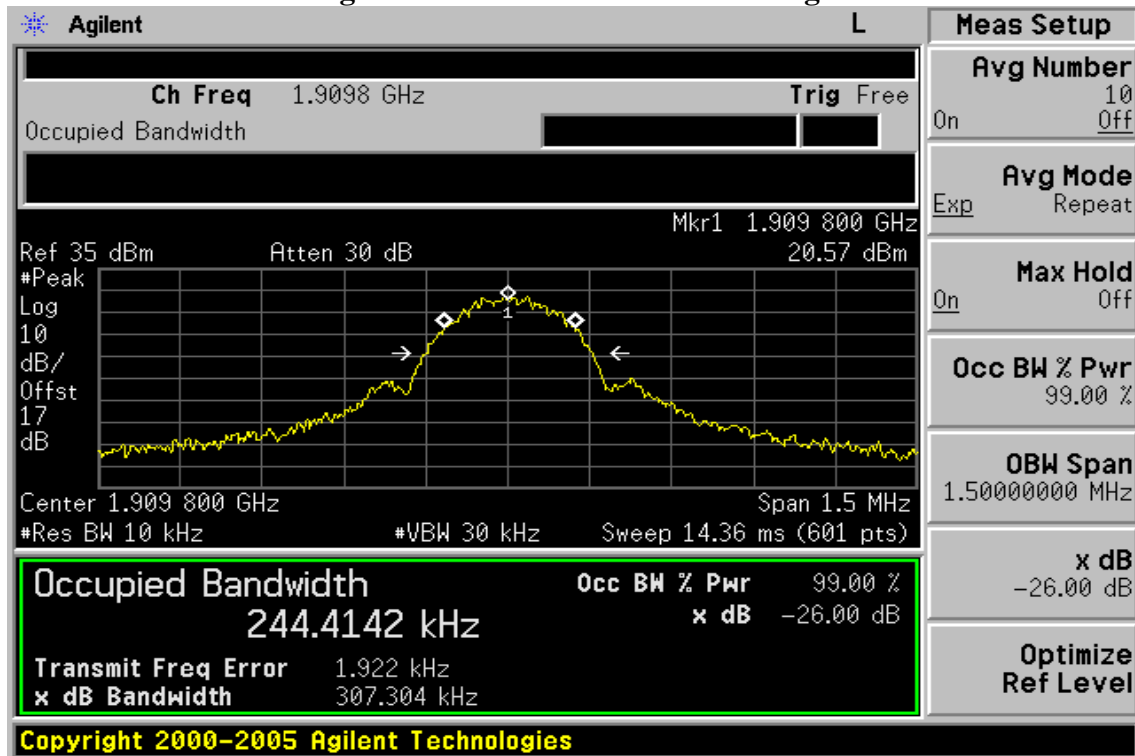 Agilent L
Meas Setup
Ch Freq 1.9098 GHz Trig Free
Occupied Bandwidth
Mkr1 1.909 800 GHz
Ref 35 dBm Atten 30 dB 20.57 dBm
#Peak
Log
10
dB/
Offst
17
dB
1
Center 1.909 800 GHz Span 1.5 MHz
#Res BW 10 kHz #VBW 30 kHz Sweep 14.36 ms (601 pts)
Occupied Bandwidth Occ BW % Pwr 99.00 %
244.4142 kHz x dB -26.00 dB
Transmit Freq Error 1.922 kHz
x dB Bandwidth 307.304 kHz
Avg Number
10
On Off
Avg Mode
Exp Repeat
Max Hold
On Off
Occ BW % Pwr
99.00 %
OBW Span
1.50000000 MHz
x dB
-26.00 dB
Optimize
Ref Level
Copyright 2000-2005 Agilent Technologies